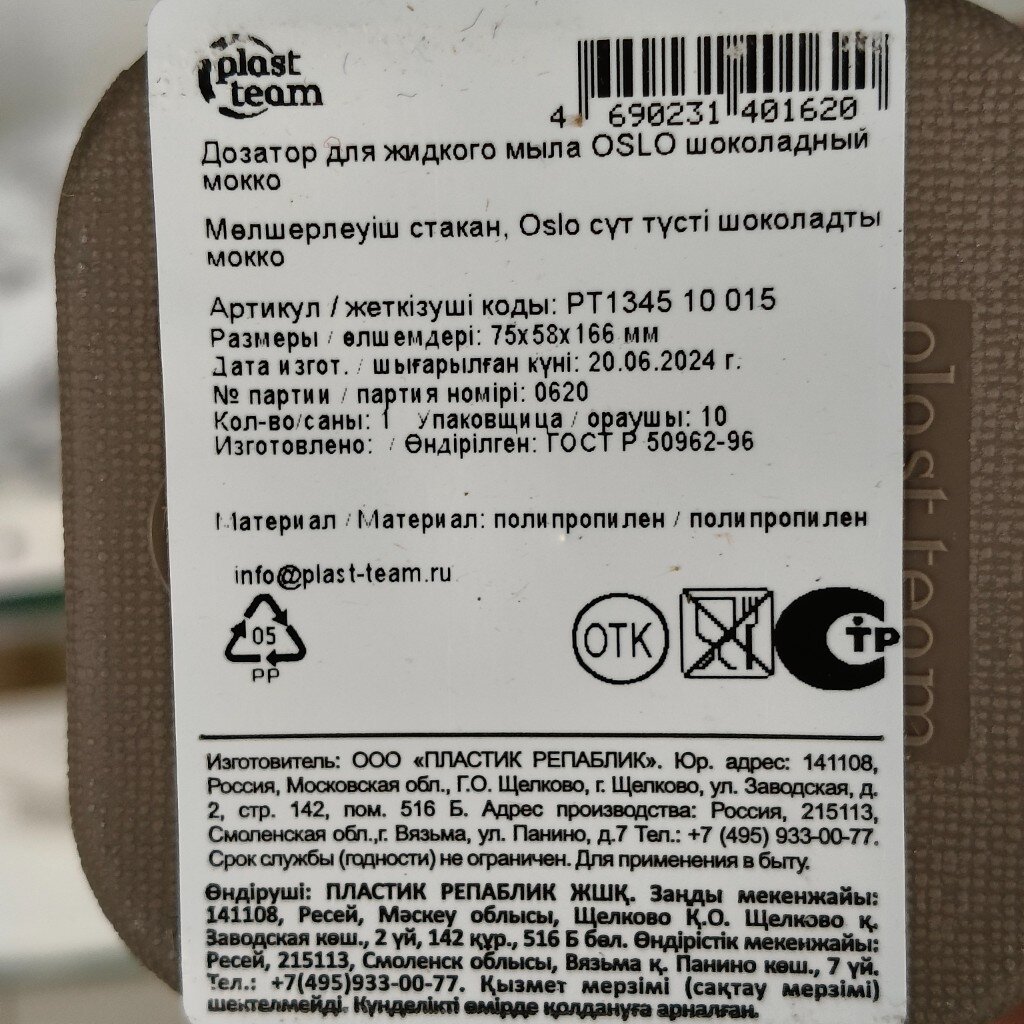 plast
team
4 690231 401620
Дозатор для жидкого мыла OSLO шоколадный
мокко
Мөлшерлеуіш стакан, Oslo сүт түсті шоколадты
мокко
Артикул / жеткізуші коды: PT1345 10 015
Размеры / өлшемдері: 75x58x166 мм
Дата изгот. / шығарылған күні: 20.06.2024 г.
№ партии / партия номірі: 0620
Кол-во/саны: 1 Упаковщица / ораушы: 10
Изготовлено: / Өндірілген: ГОСТ Р 50962-96
Материал / Материал: полипропилен / полипропилен
info@plast-team.ru
05
PP
ОТК
ТР
plast team
Изготовитель: ООО «ПЛАСТИК РЕПАБЛИК». Юр. адрес: 141108,
Россия, Московская обл., Г.О. Щелково, г. Щелково, ул. Заводская, д.
2, стр. 142, пом. 516 Б. Адрес производства: Россия, 215113,
Смоленская обл.,г. Вязьма, ул. Панино, д.7 Тел.: +7 (495) 933-00-77.
Срок службы (годности) не ограничен. Для применения в быту.
Өндіруші: ПЛАСТИК РЕПАБЛИК ЖШҚ. Заңды мекенжайы:
141108, Ресей, Мәскеу облысы, Щелково Қ.О. Щелково қ.
Заводская көш., 2 үй, 142 құр., 516 Б бөл. Өндірістік мекенжайы:
Ресей, 215113, Смоленск облысы, Вязьма қ. Панино көш., 7 үй.
Тел.: +7(495)933-00-77. Қызмет мерзімі (сақтау мерзімі)
шектелмейді. Күнделікті өмірде қолдануға арналған.